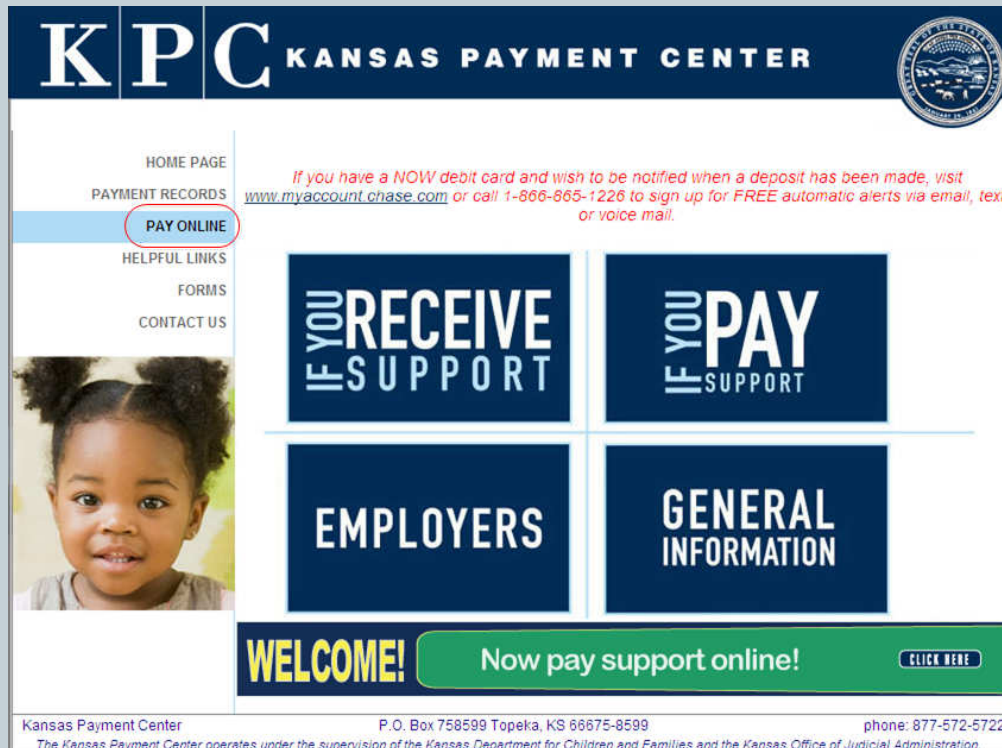 KPC KANSAS PAYMENT CENTER
HOME PAGE
PAYMENT RECORDS
PAY ONLINE
HELPFUL LINKS
FORMS
CONTACT US
If you have a NOW debit card and wish to be notified when a deposit has been made, visit
www.myaccount.chase.com or call 1-866-865-1226 to sign up for FREE automatic alerts via email, text
or voice mail.
IF YOU RECEIVE SUPPORT
IF YOU PAY SUPPORT
EMPLOYERS
GENERAL
INFORMATION
WELCOME! Now pay support online! CLICK HERE
Kansas Payment Center P.O. Box 758599 Topeka, KS 66675-8599 phone: 877-572-5722
The Kansas Payment Center operates under the supervision of the Kansas Department for Children and Families and the Kansas Office of Judicial Administration